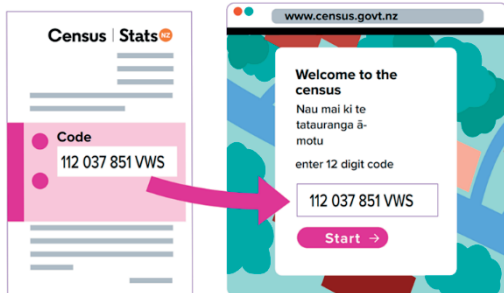 Census | Stats NZ
Code
112 037 851 VWS
www.census.govt.nz
Welcome to the
census
Nau mai ki te
tatauranga ā-
motu
enter 12 digit code
112 037 851 VWS
Start →